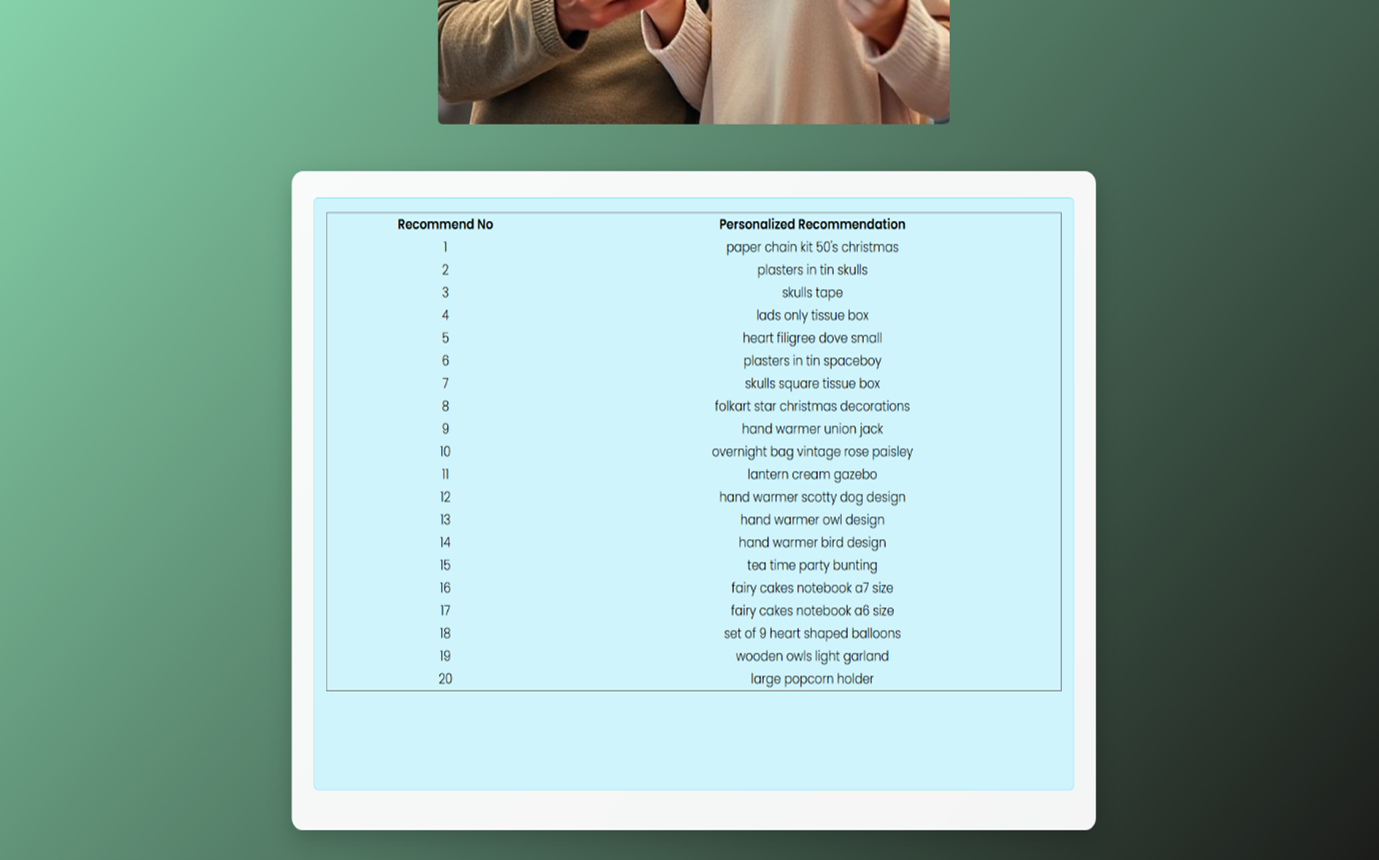 Recommend No Personalized Recommendation
1 paper chain kit 50's christmas
2 plasters in tin skulls
3 skulls tape
4 lads only tissue box
5 heart filigree dove small
6 plasters in tin spaceboy
7 skulls square tissue box
8 folkart star christmas decorations
9 hand warmer union jack
10 overnight bag vintage rose paisley
11 lantern cream gazebo
12 hand warmer scotty dog design
13 hand warmer owl design
14 hand warmer bird design
15 tea time party bunting
16 fairy cakes notebook a7 size
17 fairy cakes notebook a6 size
18 set of 9 heart shaped balloons
19 wooden owls light garland
20 large popcorn holder